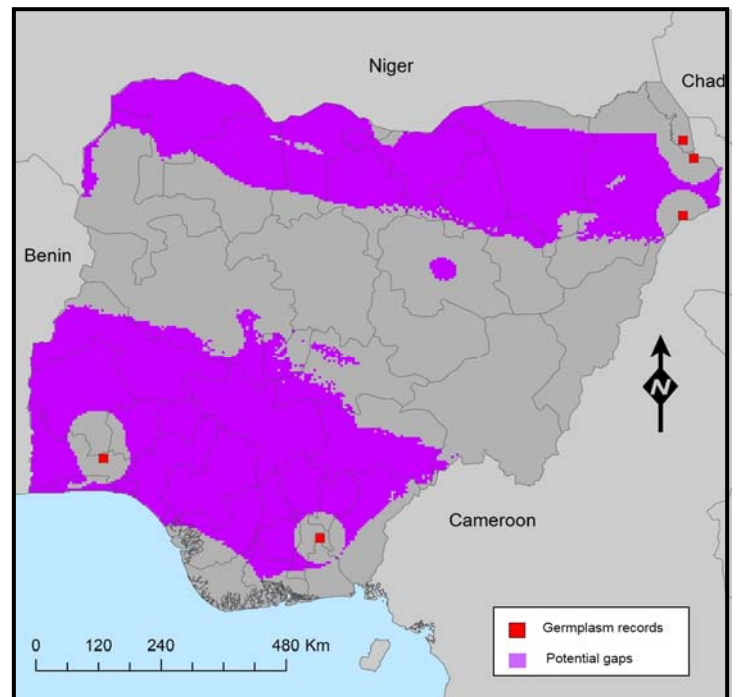 Niger
Chad
Benin
N
Cameroon
Germplasm records
Potential gaps
0 120 240 480 Km